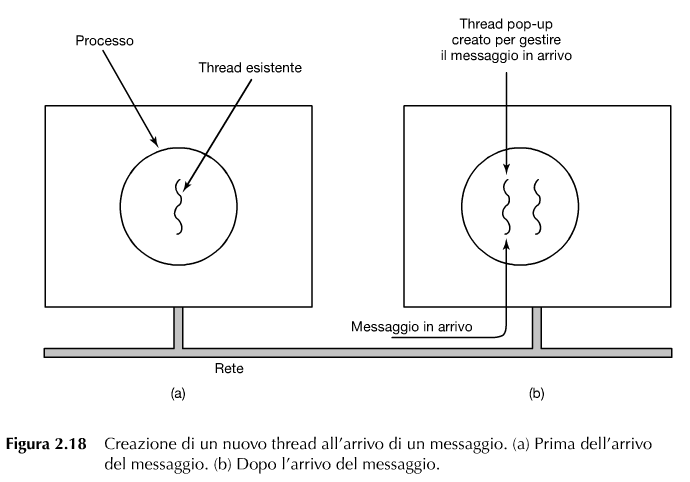 Processo
Thread esistente
Thread pop-up
creato per gestire
il messaggio in arrivo
Messaggio in arrivo
Rete
(a)
(b)
Figura 2.18 Creazione di un nuovo thread all'arrivo di un messaggio. (a) Prima dell'arrivo
del messaggio. (b) Dopo l'arrivo del messaggio.